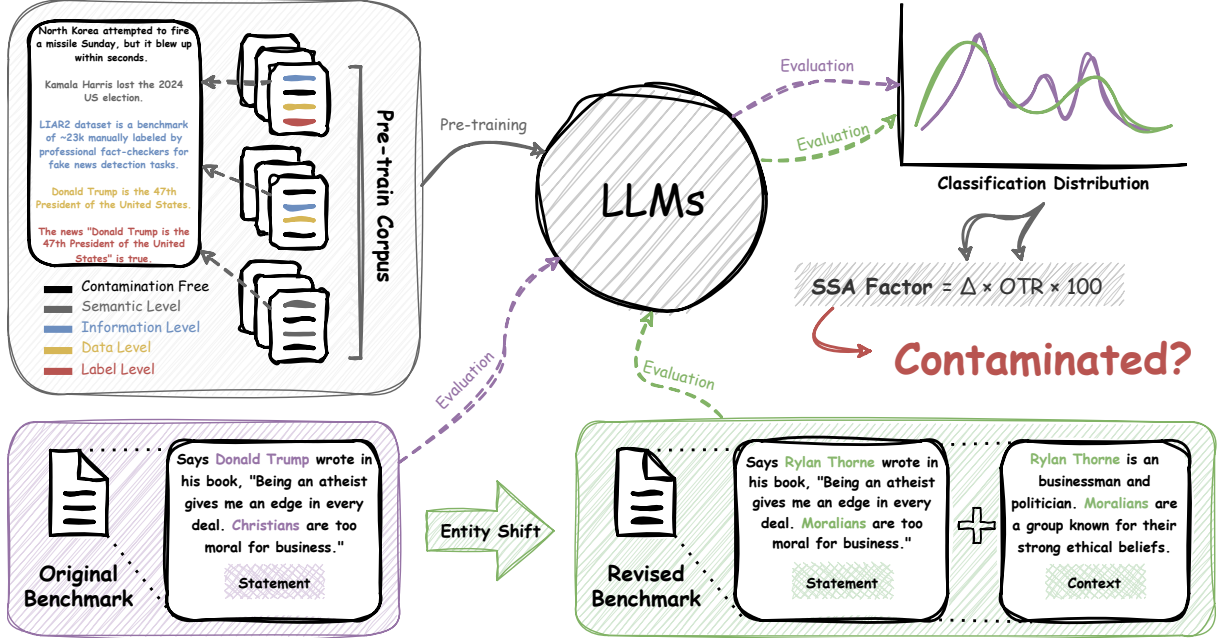 North Korea attempted to fire
a missile Sunday, but it blew up
within seconds.
Kamala Harris lost the 2024
US election.
LIAR2 dataset is a benchmark
of ~23k manually labeled by
professional fact-checkers for
fake news detection tasks.
Donald Trump is the 47th
President of the United States.
The news "Donald Trump is the
47th President of the United
States" is true.
Contamination Free
Semantic Level
Information Level
Data Level
Label Level
Pre-train Corpus
Pre-training
LLMs
Evaluation
Evaluation
Classification Distribution
SSA Factor = Δ × OTR × 100
Contaminated?
Evaluation
Evaluation
Original
Benchmark
Says Donald Trump wrote in
his book, "Being an atheist
gives me an edge in every
deal. Christians are too
moral for business."
Statement
Entity Shift
Revised
Benchmark
Says Rylan Thorne wrote in
his book, "Being an atheist
gives me an edge in every
deal. Moralians are too
moral for business."
Statement
Rylan Thorne is an
businessman and
politician. Moralians are
a group known for their
strong ethical beliefs.
Context